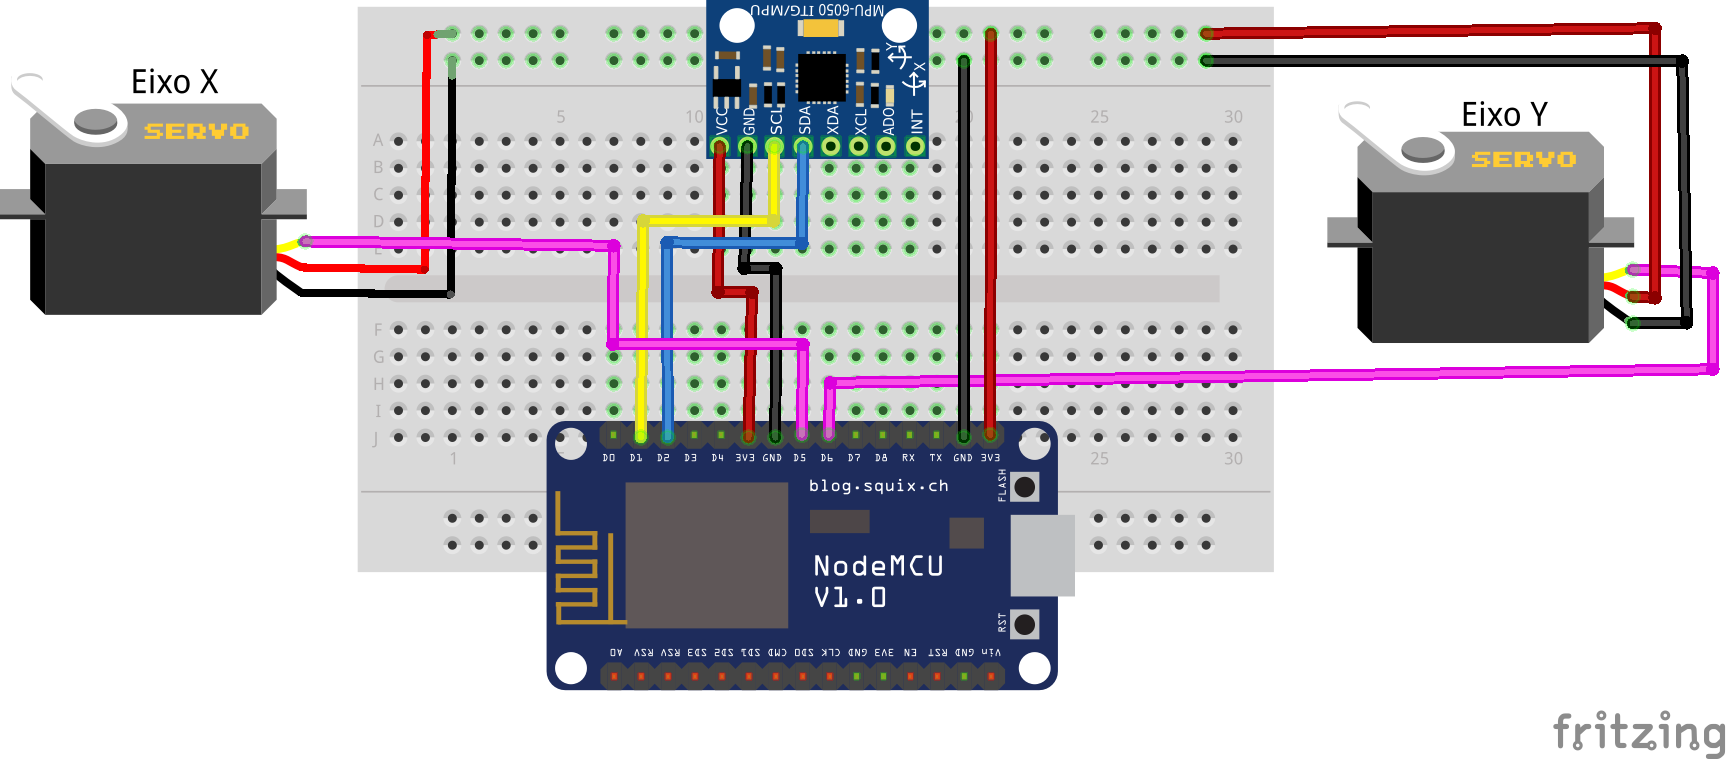 MPU-6050 ITG/MPU
Eixo X
SERVO
Eixo Y
SERVO
VCC GND SCL SDA XDA XCL ADO INT
Y
X
5 10 20 25 30
A
B
C
D
E
F
G
H
I
J
1 25 30
D0 D1 D2 D3 D4 3V3 GND D5 D6 D7 D8 RX TX GND 3V3
blog.squix.ch
FLASH
NodeMCU
V1.0
RST
A0 RSV RSV SD3 SD2 SD1 CMD SD0 CLK GND 3V3 EN RST GND Vin
fritzing